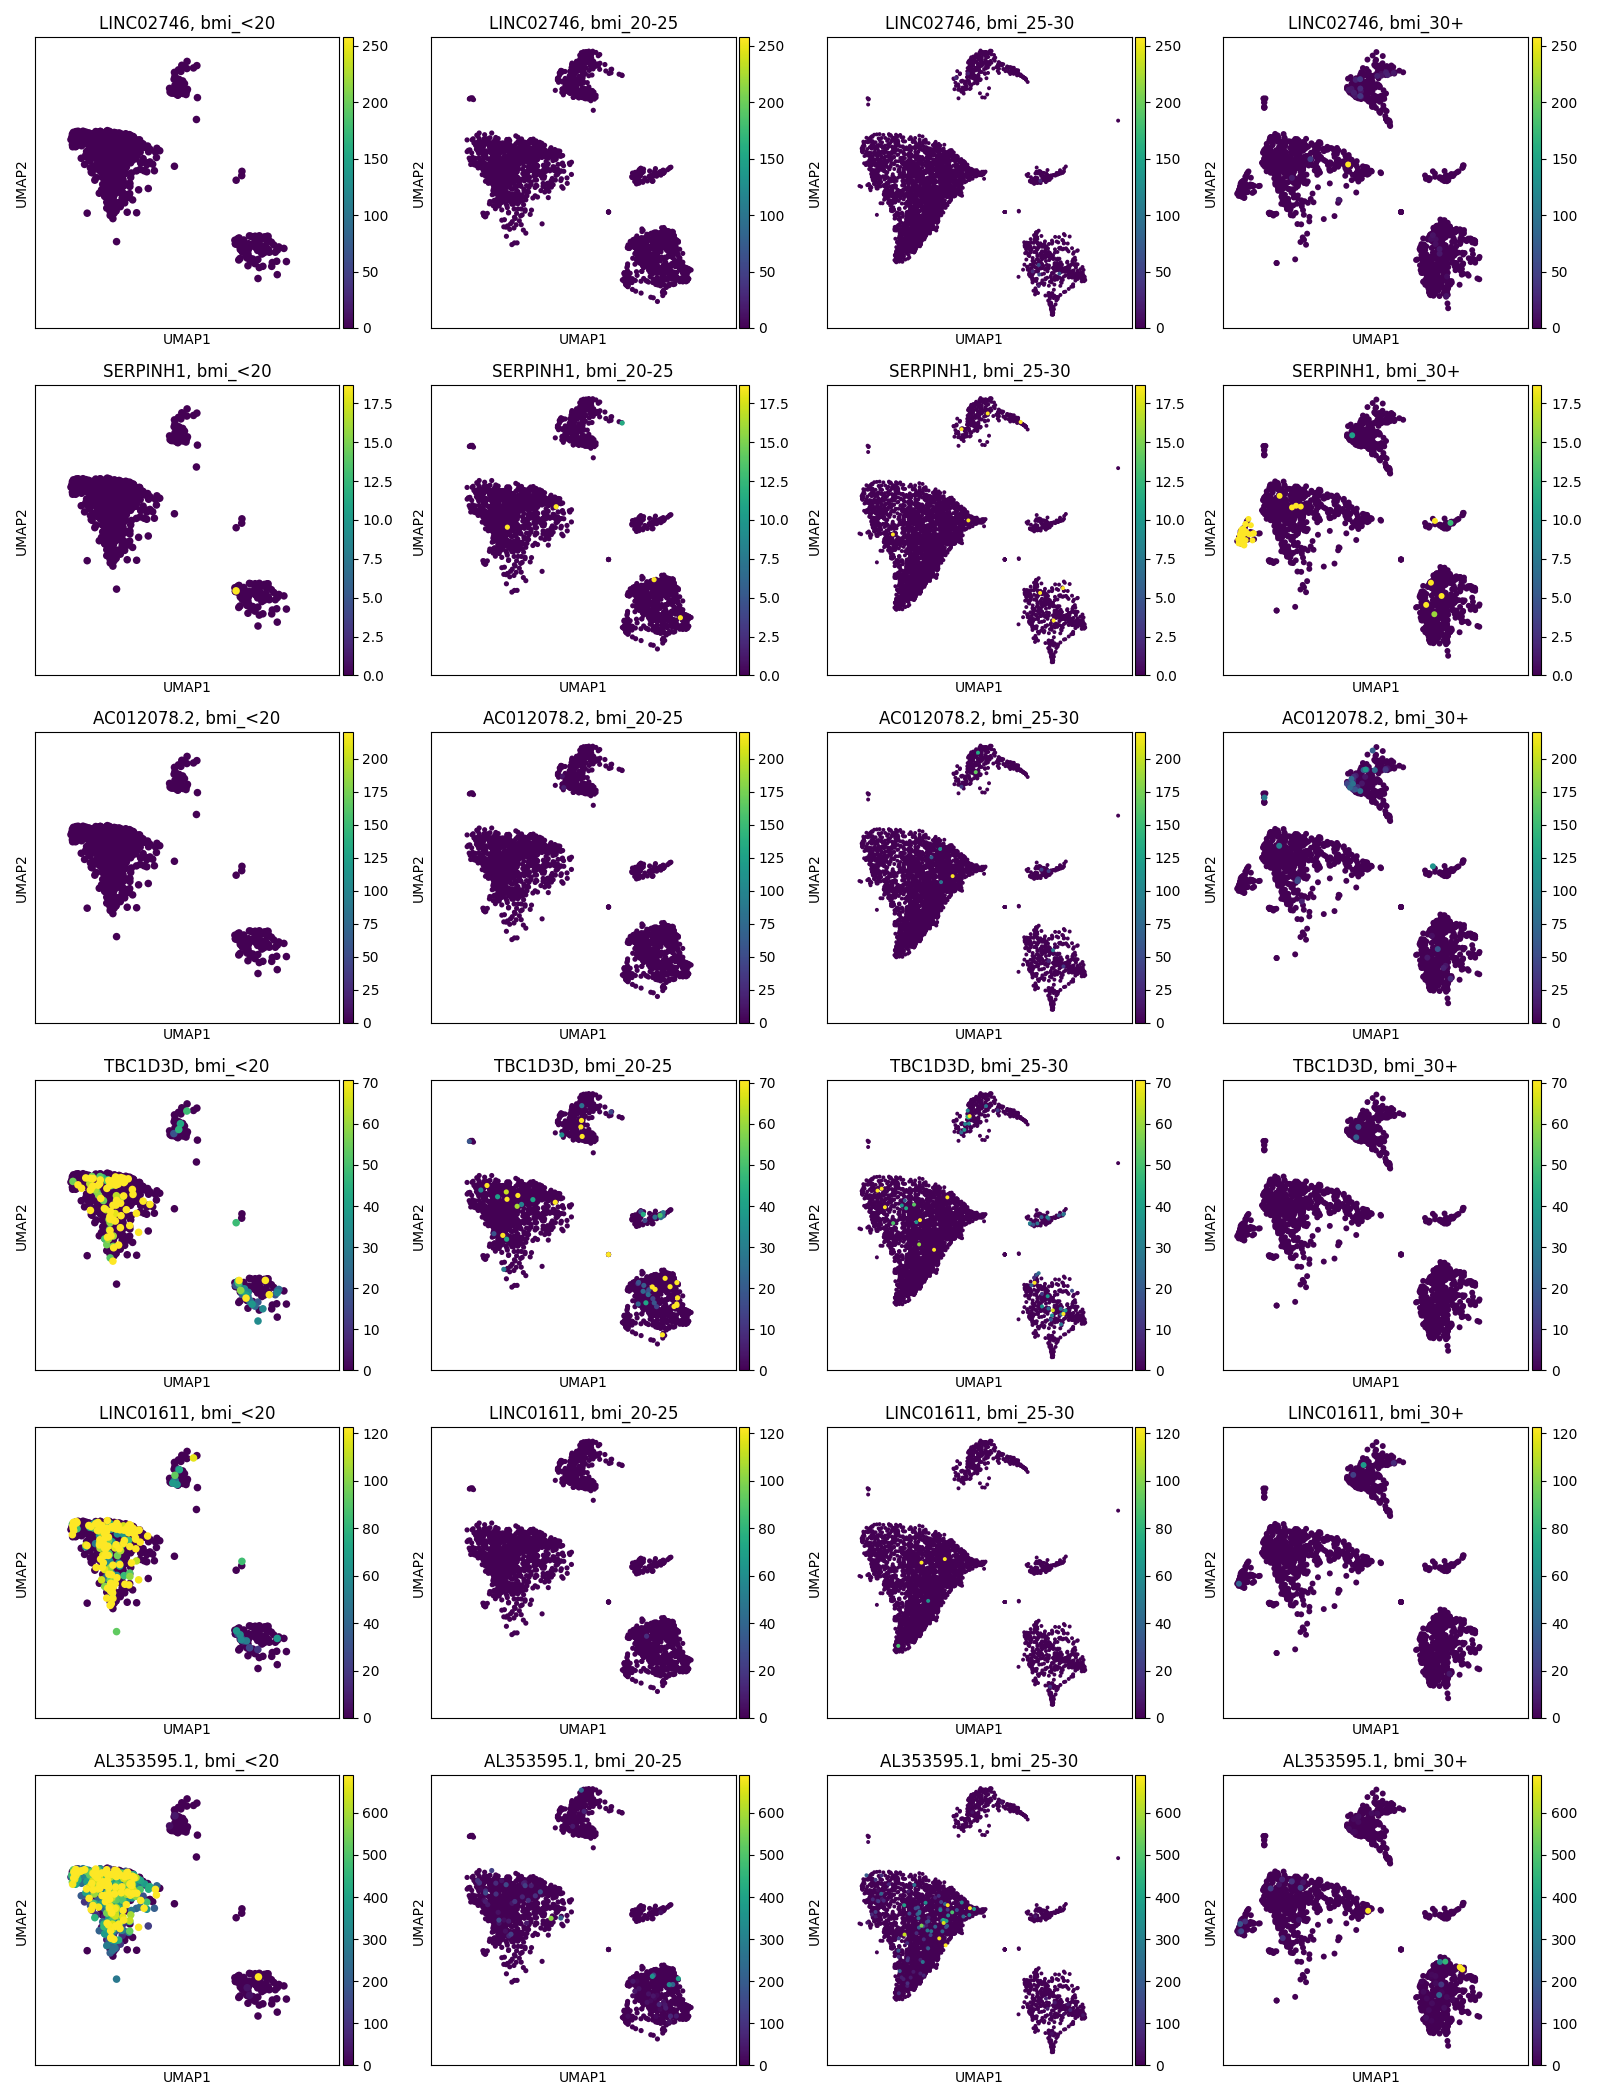 LINC02746, bmi_<20 LINC02746, bmi_20-25 LINC02746, bmi_25-30 LINC02746, bmi_30+
250 250 250 250
200 200 200 200
150 150 150 150
UMAP2 UMAP2 UMAP2 UMAP2
100 100 100 100
50 50 50 50
0 0 0 0
UMAP1 UMAP1 UMAP1 UMAP1
SERPINH1, bmi_<20 SERPINH1, bmi_20-25 SERPINH1, bmi_25-30 SERPINH1, bmi_30+
17.5 17.5 17.5 17.5
15.0 15.0 15.0 15.0
12.5 12.5 12.5 12.5
10.0 10.0 10.0 10.0
UMAP2 UMAP2 UMAP2 UMAP2
7.5 7.5 7.5 7.5
5.0 5.0 5.0 5.0
2.5 2.5 2.5 2.5
0.0 0.0 0.0 0.0
UMAP1 UMAP1 UMAP1 UMAP1
AC012078.2, bmi_<20 AC012078.2, bmi_20-25 AC012078.2, bmi_25-30 AC012078.2, bmi_30+
200 200 200 200
175 175 175 175
150 150 150 150
125 125 125 125
UMAP2 UMAP2 UMAP2 UMAP2
100 100 100 100
75 75 75 75
50 50 50 50
25 25 25 25
0 0 0 0
UMAP1 UMAP1 UMAP1 UMAP1
TBC1D3D, bmi_<20 TBC1D3D, bmi_20-25 TBC1D3D, bmi_25-30 TBC1D3D, bmi_30+
70 70 70 70
60 60 60 60
50 50 50 50
40 40 40 40
UMAP2 UMAP2 UMAP2 UMAP2
30 30 30 30
20 20 20 20
10 10 10 10
0 0 0 0
UMAP1 UMAP1 UMAP1 UMAP1
LINC01611, bmi_<20 LINC01611, bmi_20-25 LINC01611, bmi_25-30 LINC01611, bmi_30+
120 120 120 120
100 100 100 100
80 80 80 80
60 60 60 60
UMAP2 UMAP2 UMAP2 UMAP2
40 40 40 40
20 20 20 20
0 0 0 0
UMAP1 UMAP1 UMAP1 UMAP1
AL353595.1, bmi_<20 AL353595.1, bmi_20-25 AL353595.1, bmi_25-30 AL353595.1, bmi_30+
600 600 600 600
500 500 500 500
400 400 400 400
UMAP2 UMAP2 UMAP2 UMAP2
300 300 300 300
200 200 200 200
100 100 100 100
0 0 0 0
UMAP1 UMAP1 UMAP1 UMAP1